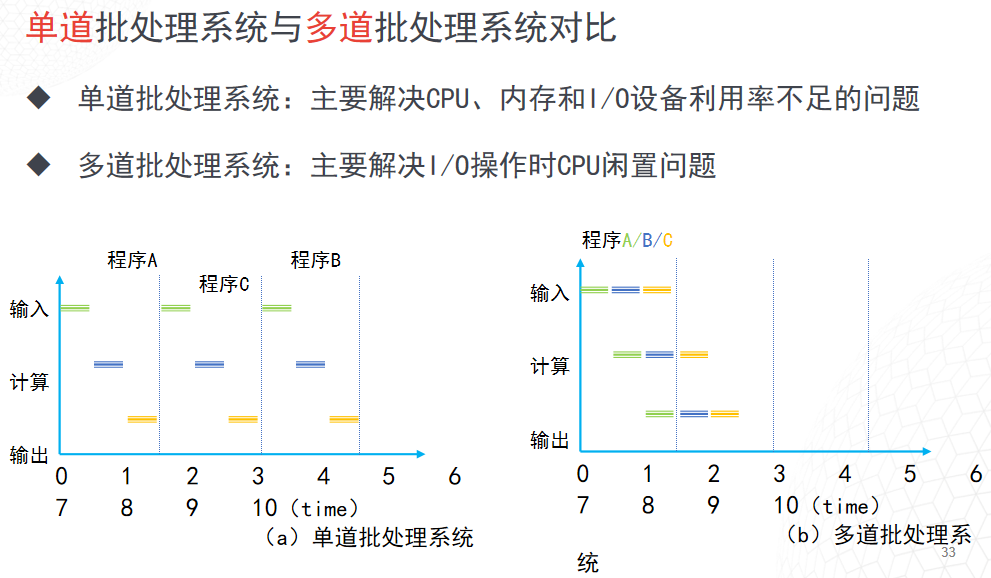 单道批处理系统与多道批处理系统对比
◆ 单道批处理系统：主要解决CPU、内存和I/O设备利用率不足的问题
◆ 多道批处理系统：主要解决I/O操作时CPU闲置问题
程序A
程序C
程序B
输入
计算
输出
0 1 2 3 4 5 6
7 8 9 10（time）
（a）单道批处理系统
程序A/B/C
输入
计算
输出
0 1 2 3 4 5 6
7 8 9 10（time）
（b）多道批处理系
统
33